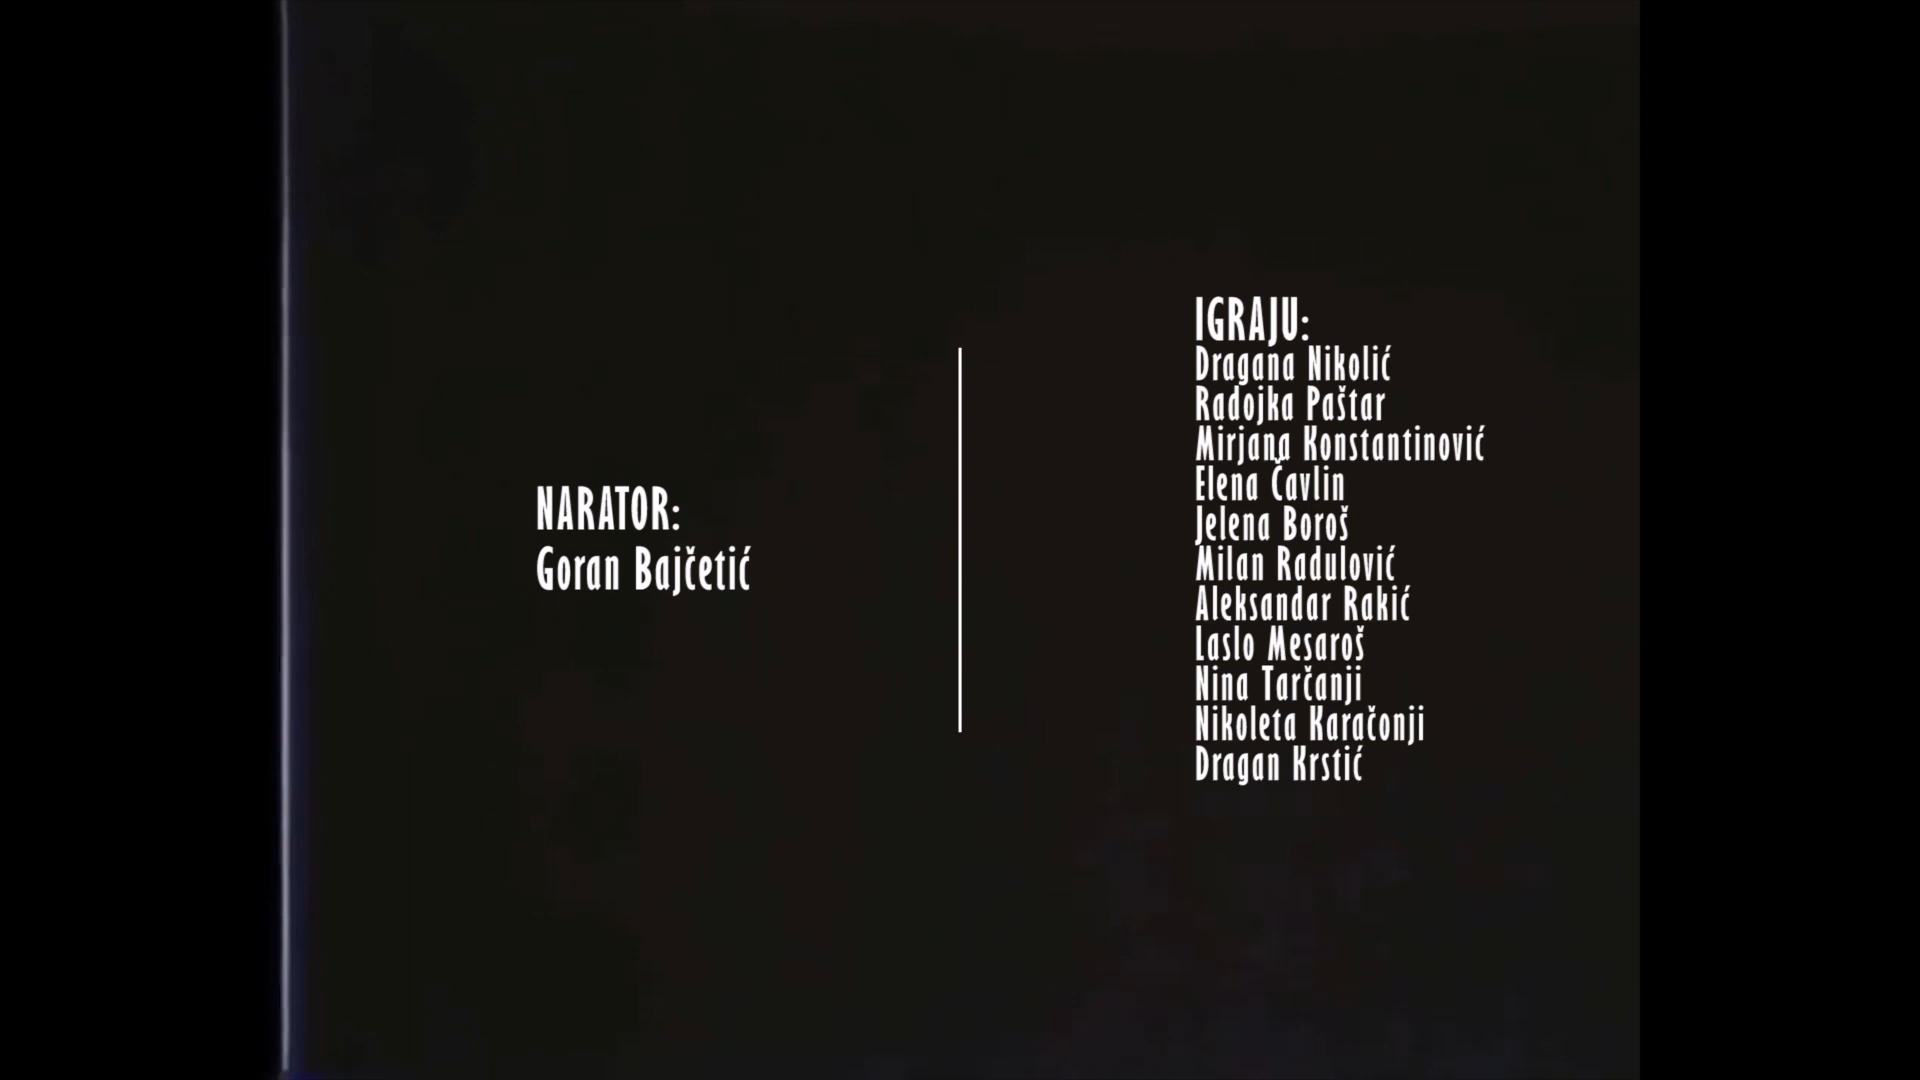 NARATOR:
Goran Bajčetić
IGRAJU:
Dragana Nikolić
Radojka Paštar
Mirjana Konstantinović
Elena Čavlin
Jelena Boroš
Milan Radulović
Aleksandar Rakić
Laslo Mesaroš
Nina Tarčanji
Nikoleta Karačonji
Dragan Krstić